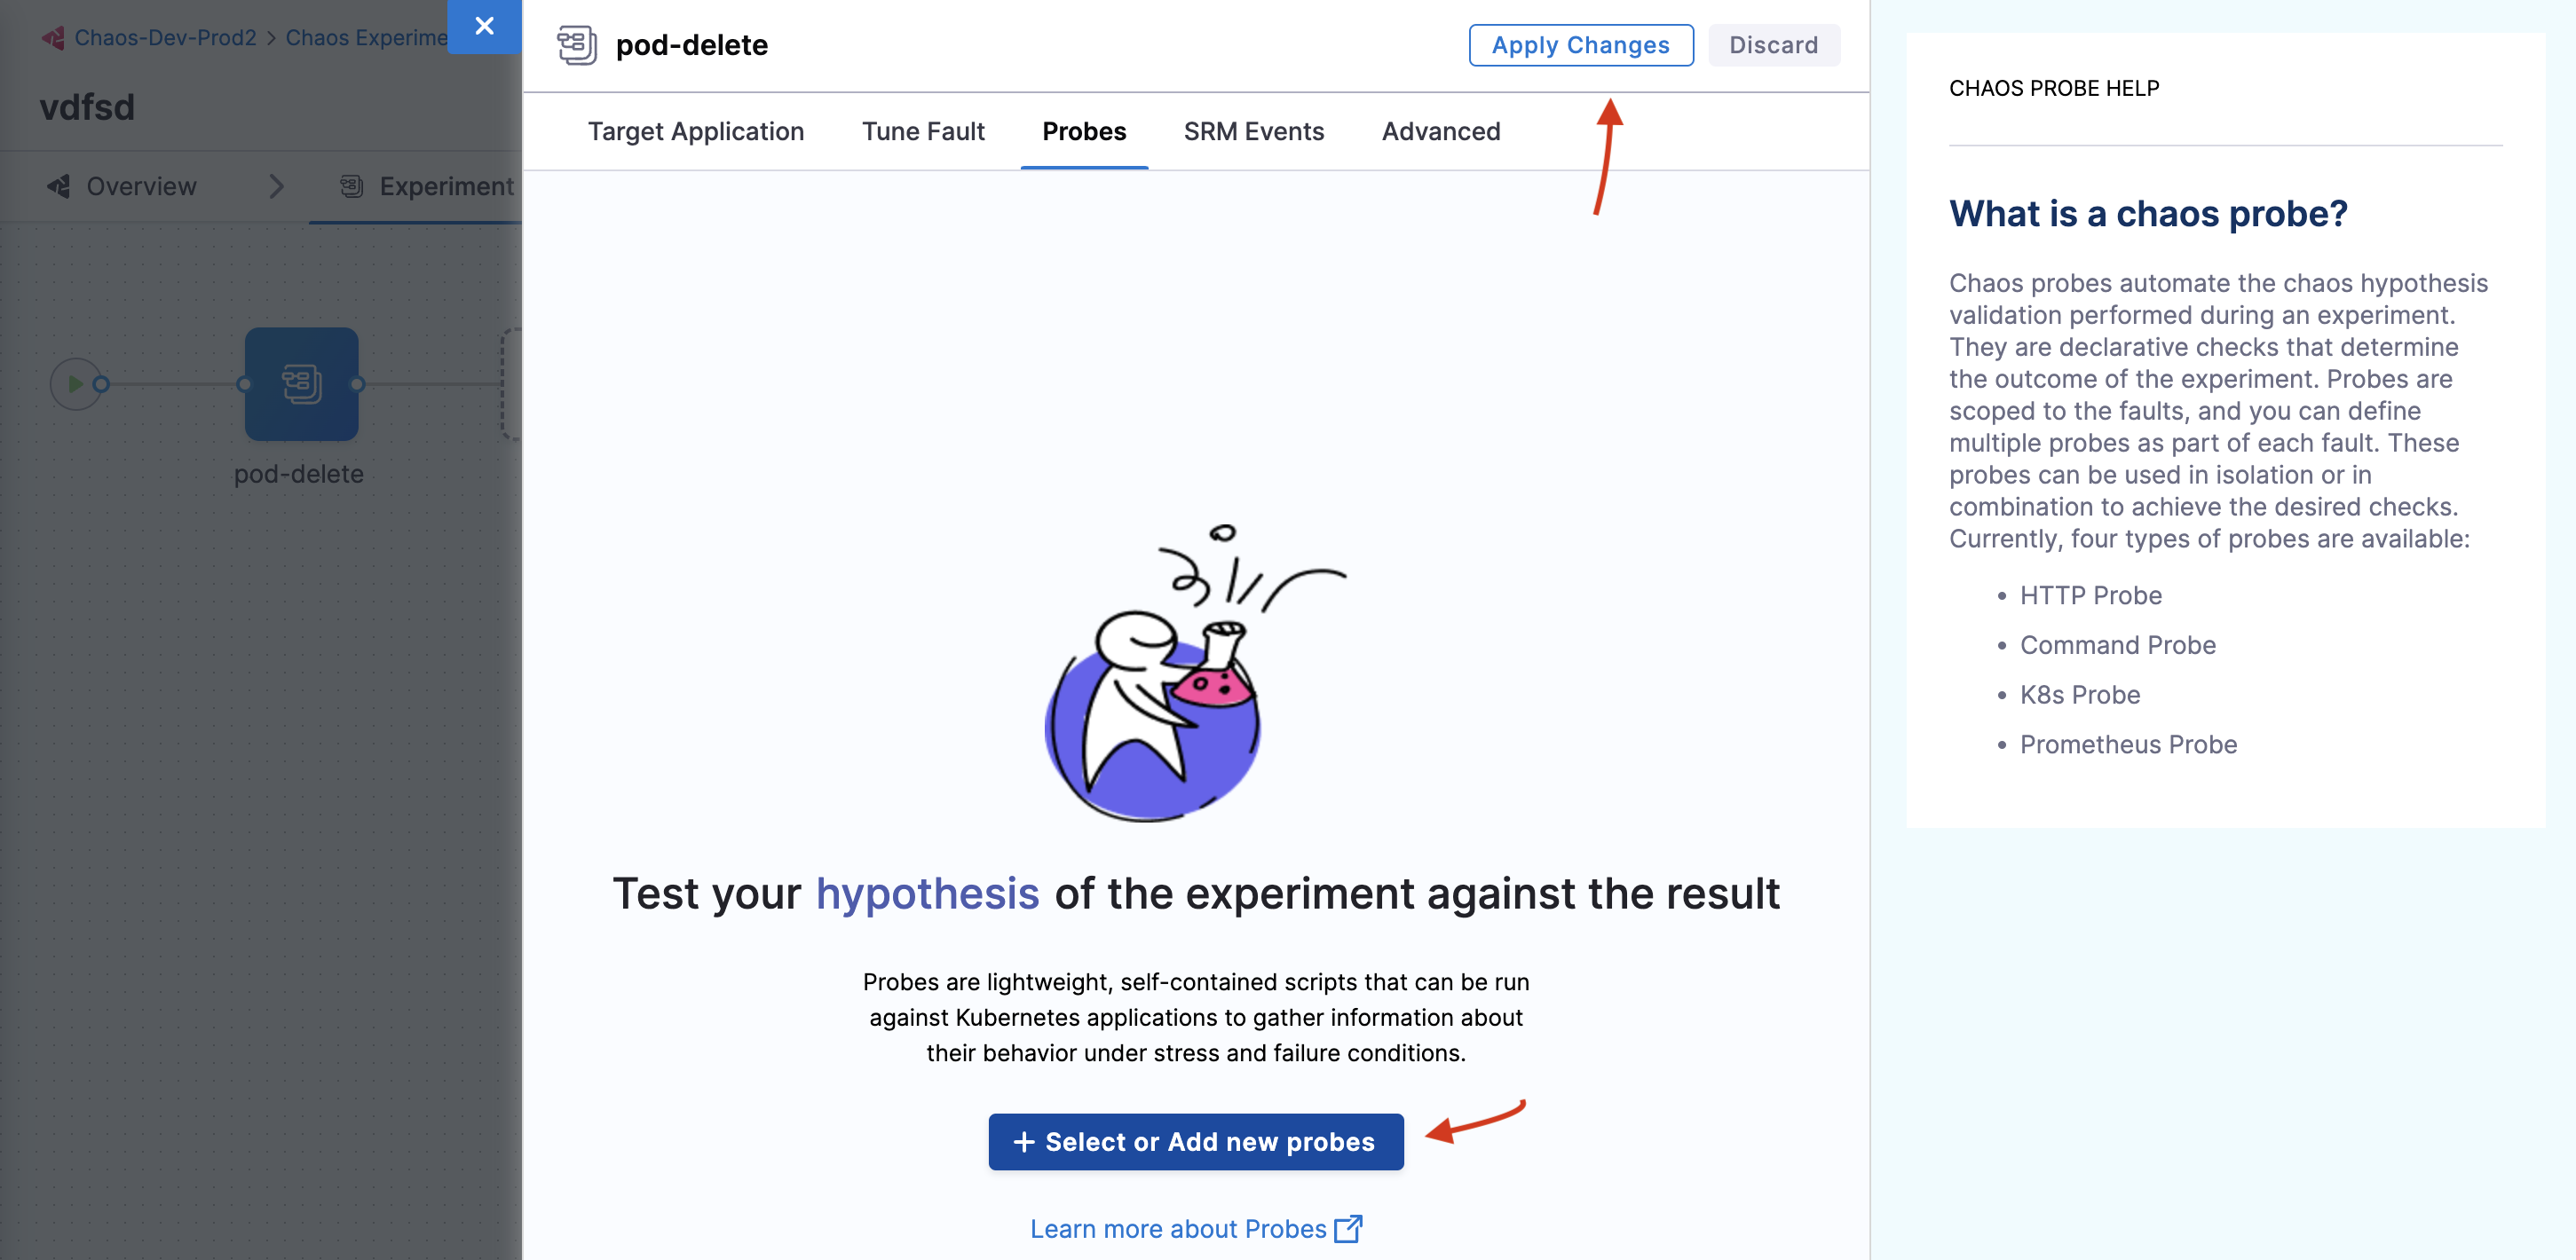 Chaos-Dev-Prod2 > Chaos Experime
vdfsd
Overview
Experiment
pod-delete
pod-delete
Apply Changes
Discard
Target Application
Tune Fault
Probes
SRM Events
Advanced
Test your hypothesis of the experiment against the result
Probes are lightweight, self-contained scripts that can be run
against Kubernetes applications to gather information about
their behavior under stress and failure conditions.
+ Select or Add new probes
Learn more about Probes
CHAOS PROBE HELP
What is a chaos probe?
Chaos probes automate the chaos hypothesis
validation performed during an experiment.
They are declarative checks that determine
the outcome of the experiment. Probes are
scoped to the faults, and you can define
multiple probes as part of each fault. These
probes can be used in isolation or in
combination to achieve the desired checks.
Currently, four types of probes are available:
• HTTP Probe
• Command Probe
• K8s Probe
• Prometheus Probe